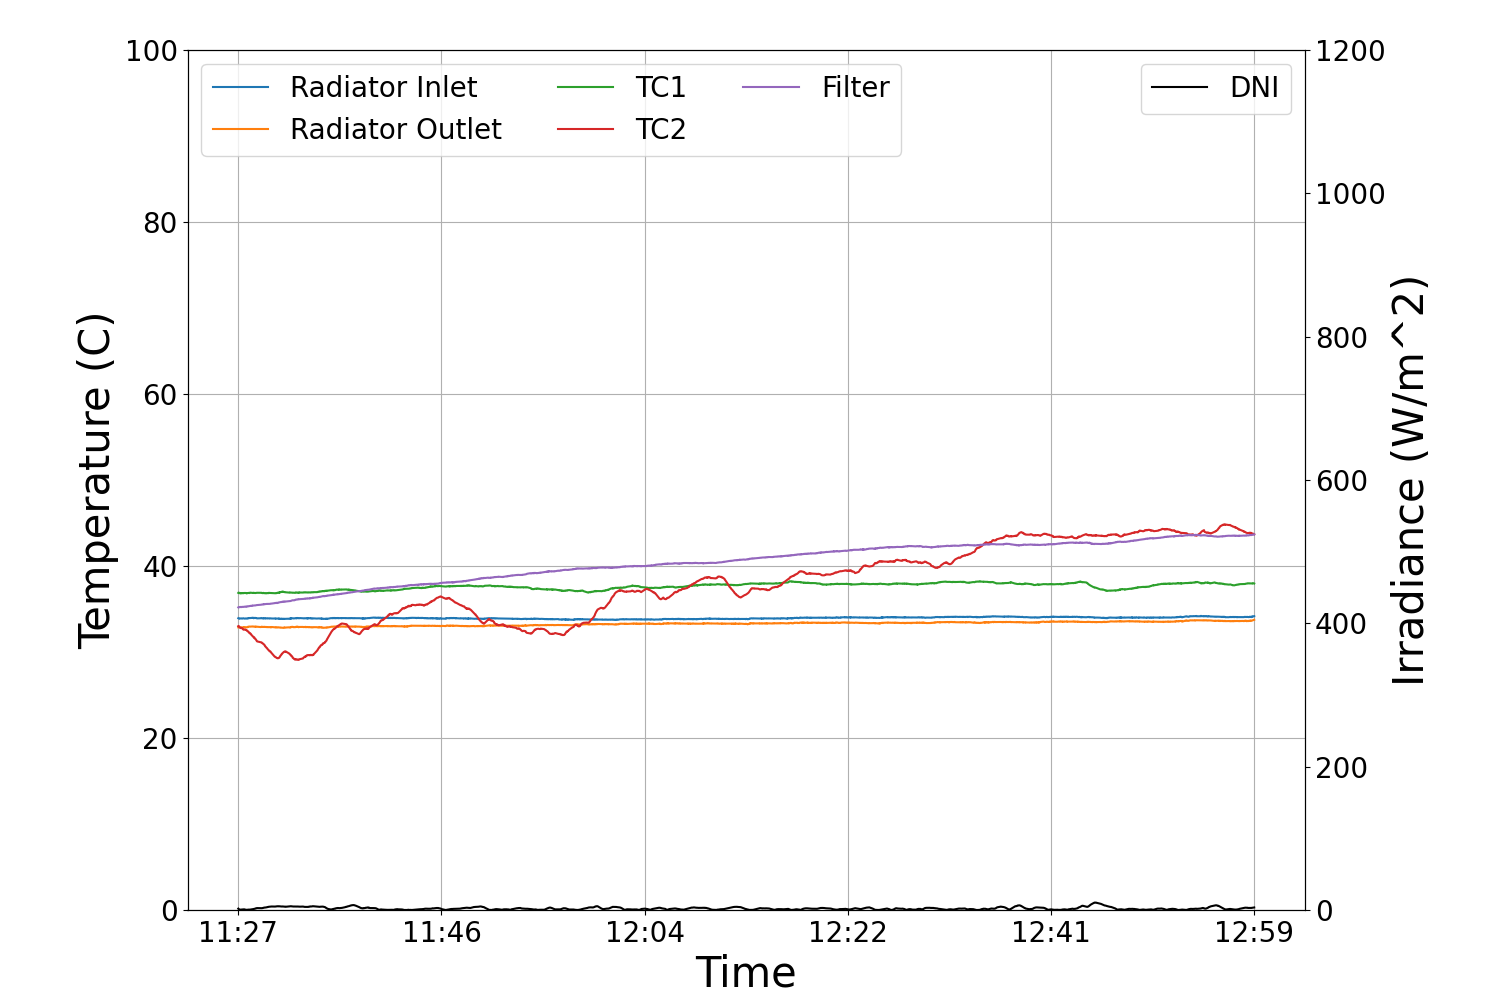 100
80
60
40
20
0
Temperature (C)
Radiator Inlet
Radiator Outlet
TC1
TC2
Filter
DNI
1200
1000
800
600
400
200
0
Irradiance (W/m^2)
11:27 11:46 12:04 12:22 12:41 12:59
Time